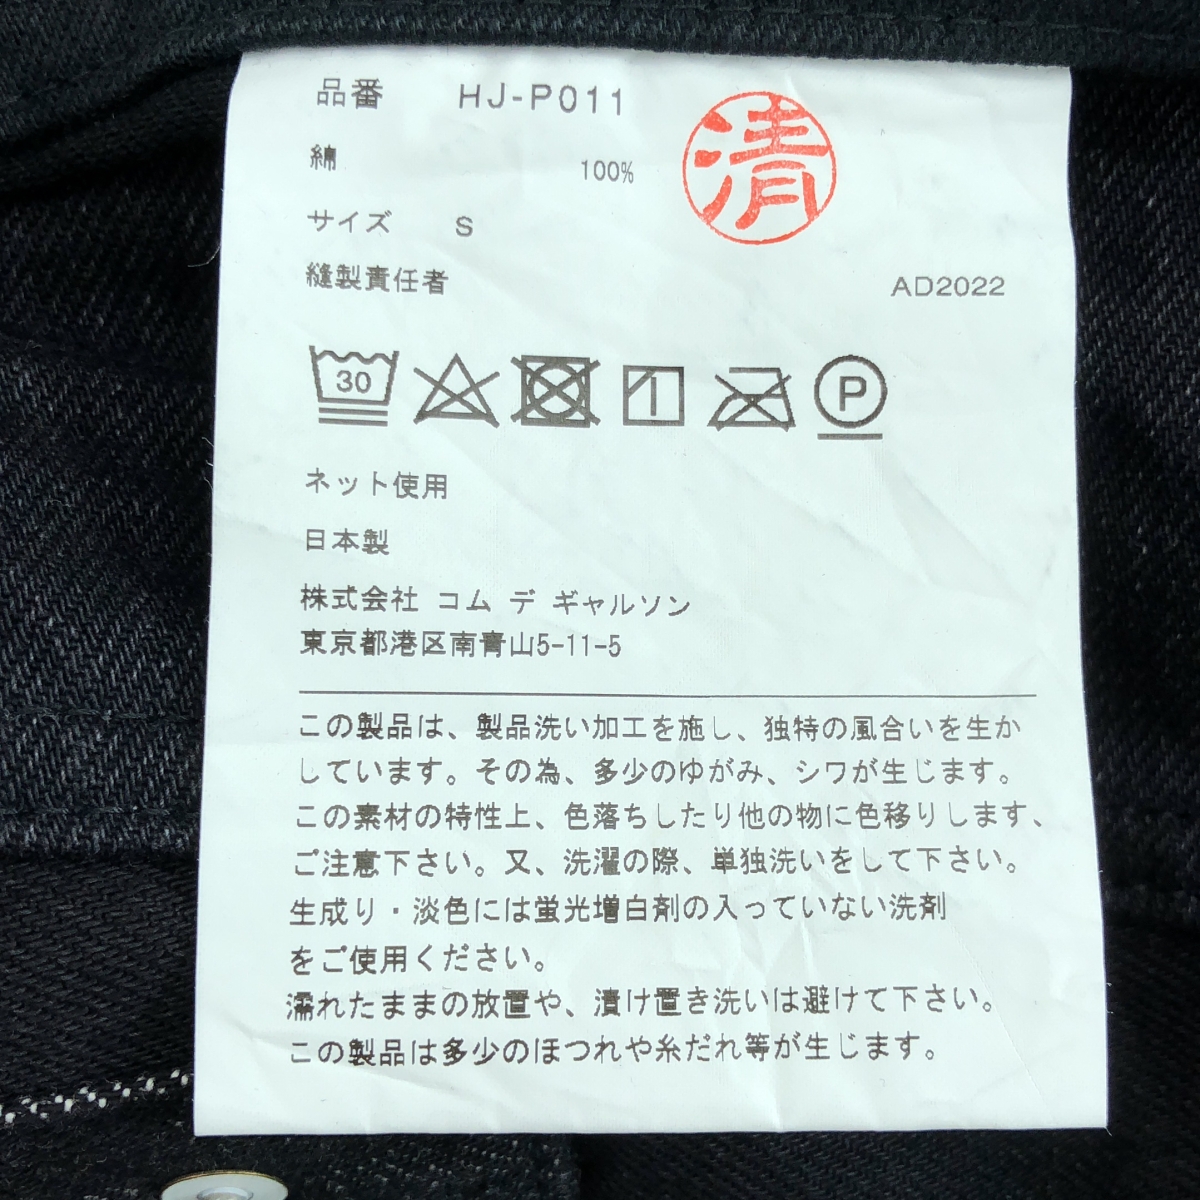 品番 HJ-P011
清
綿 100%
サイズ S
縫製責任者 AD2022
30 P
ネット使用
日本製
株式会社 コム デ ギャルソン
東京都港区南青山5-11-5
この製品は、製品洗い加工を施し、独特の風合いを生か
しています。その為、多少のゆがみ、シワが生じます。
この素材の特性上、色落ちしたり他の物に色移りします、
ご注意下さい。又、洗濯の際、単独洗いをして下さい。
生成り・淡色には蛍光増白剤の入っていない洗剤
をご使用ください。
濡れたままの放置や、漬け置き洗いは避けて下さい。
この製品は多少のほつれや糸だれ等が生じます。